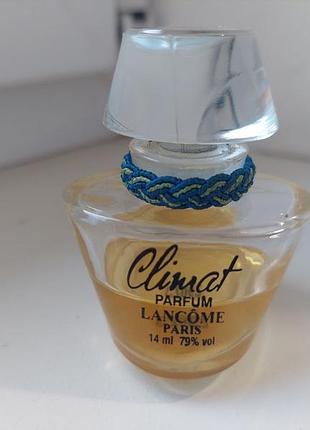 Climat
PARFUM
LANCÔME
PARIS
14 ml 79% vol